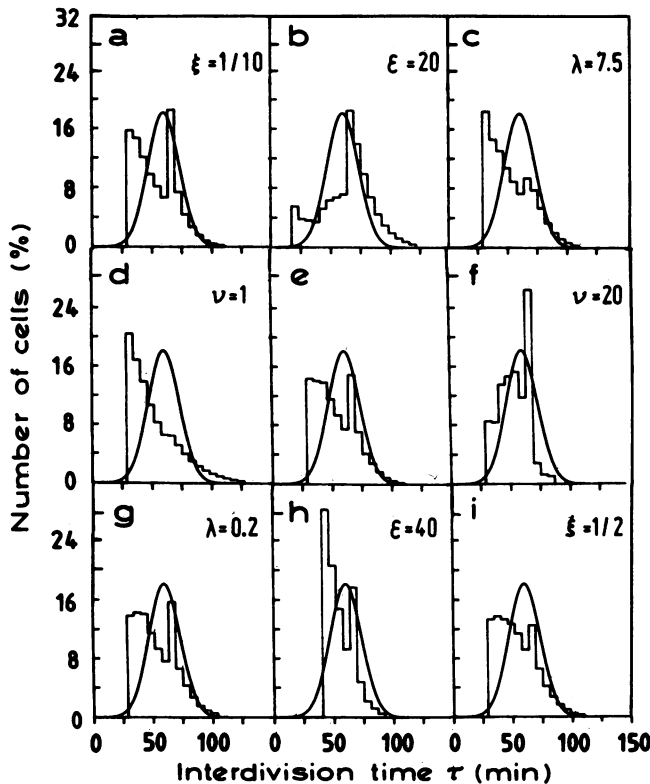 32
24
16
8
0
a
ξ = 1/10
b
ε = 20
c
λ = 7.5
d
ν = 1
e
f
ν = 20
24
16
8
0
g
λ = 0.2
h
ε = 40
i
ξ = 1/2
24
16
8
0
0 50 100 0 50 100 0 50 100 150
Number of cells (%)
Interdivision time τ (min)